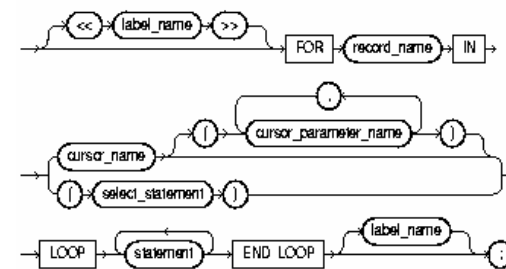 << label_name >>
FOR record_name IN
,
( cursor_parameter_name )
cursor_name
( select_statement )
label_name
LOOP statement END LOOP ;